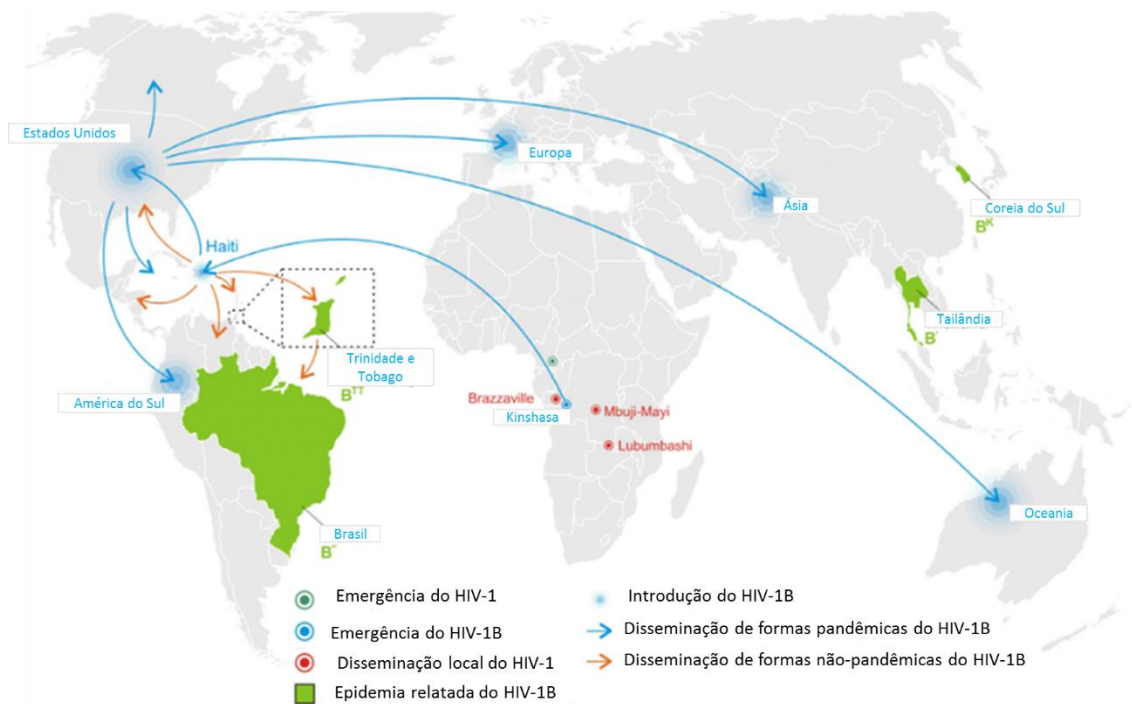 Estados Unidos
Europa
Ásia
Coreia do Sul
B^K
Haiti
Tailândia
Trinidade e
Tobago
B^TT
América do Sul
Brazzaville
Kinshasa
Mbuji-Mayi
Lubumbashi
Oceania
Brasil
B"
Emergência do HIV-1
Emergência do HIV-1B
Disseminação local do HIV-1
Epidemia relatada do HIV-1B
Introdução do HIV-1B
Disseminação de formas pandêmicas do HIV-1B
Disseminação de formas não-pandêmicas do HIV-1B